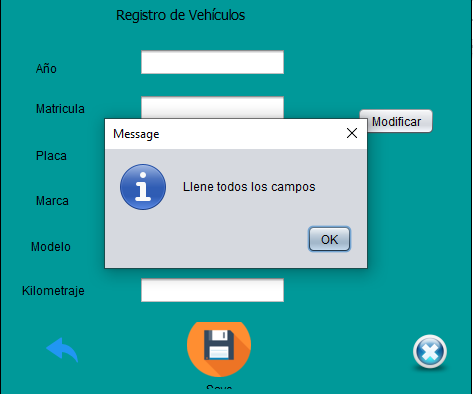 Registro de Vehículos
Año
Matricula
Modificar
Message
Llene todos los campos
OK
Placa
Marca
Modelo
Kilometraje